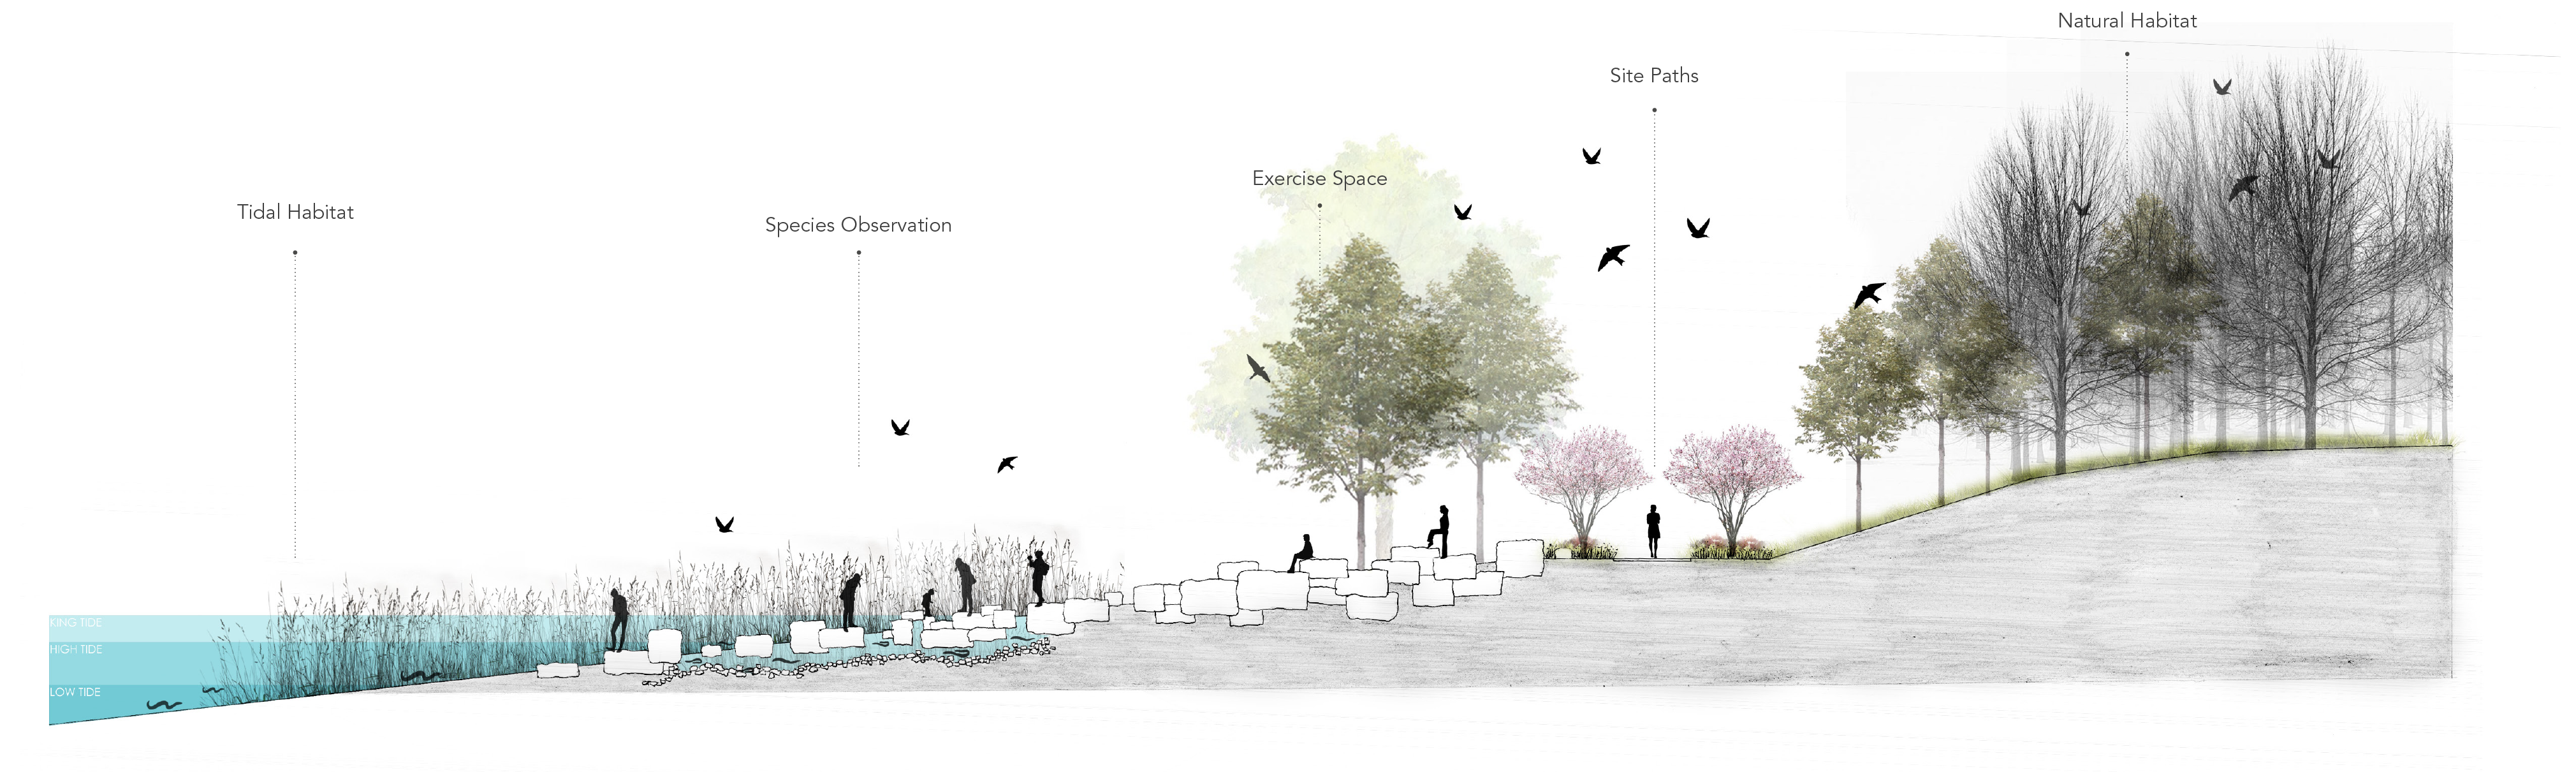 Natural Habitat
Site Paths
Exercise Space
Tidal Habitat
Species Observation
KING TIDE
HIGH TIDE
LOW TIDE